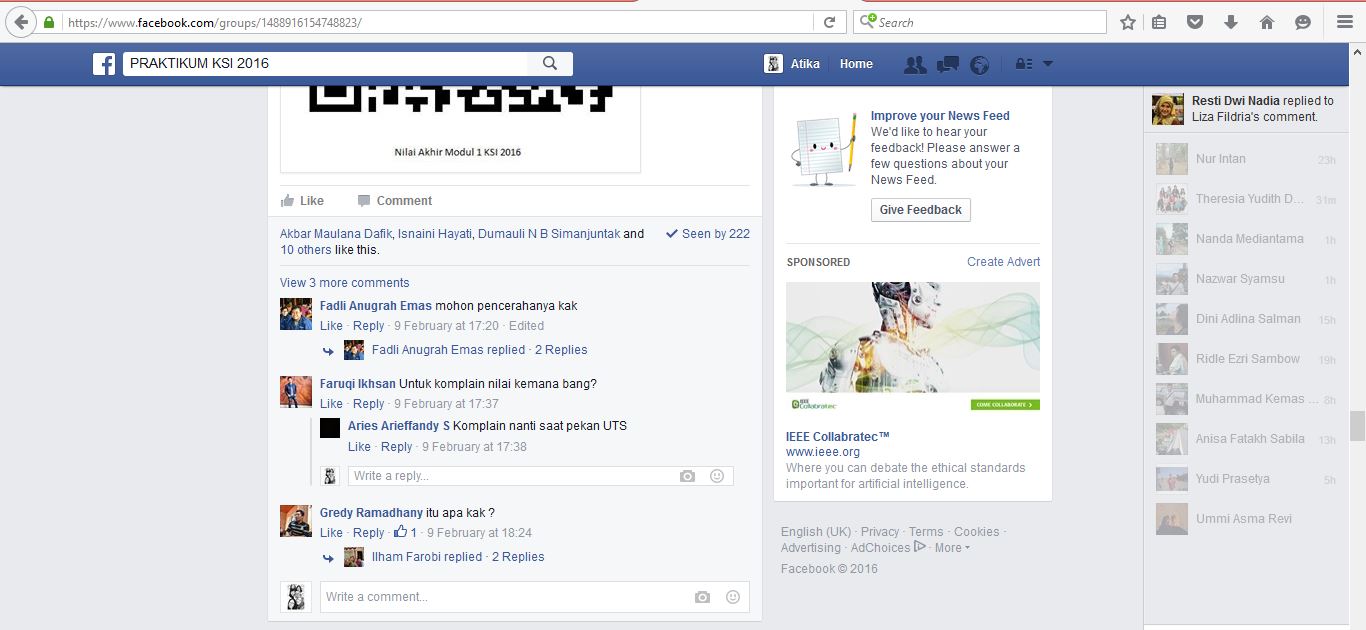 https://www.facebook.com/groups/1488916154748823/
Search
PRAKTIKUM KSI 2016
Atika
Home
Nilai Akhir Modul 1 KSI 2016
Like
Comment
Akbar Maulana Dafik, Isnaini Hayati, Dumauli N B Simanjuntak and
10 others like this.
Seen by 222
View 3 more comments
Fadli Anugrah Emas mohon pencerahanya kak
Like · Reply · 9 February at 17:20 · Edited
Fadli Anugrah Emas replied · 2 Replies
Faruqi Ikhsan Untuk komplain nilai kemana bang?
Like · Reply · 9 February at 17:37
Aries Arieffandy S Komplain nanti saat pekan UTS
Like · Reply · 9 February at 17:38
Write a reply...
Gredy Ramadhany itu apa kak ?
Like · Reply · 1 · 9 February at 18:24
Ilham Farobi replied · 2 Replies
Write a comment...
Improve your News Feed
We'd like to hear your
feedback! Please answer a
few questions about your
News Feed.
Give Feedback
SPONSORED
Create Advert
IEEE Collabratec
COME COLLABORATE
IEEE Collabratec™
www.ieee.org
Where you can debate the ethical standards
important for artificial intelligence.
English (UK) · Privacy · Terms · Cookies ·
Advertising · AdChoices · More
Facebook © 2016
Resti Dwi Nadia replied to
Liza Fildria's comment.
Nur Intan 23h
Theresia Yudith D... 31m
Nanda Mediantama 1h
Nazwar Syamsu 1h
Dini Adlina Salman 15h
Ridle Ezri Sambow 19h
Muhammad Kemas ... 8h
Anisa Fatakh Sabila 13h
Yudi Prasetya 5h
Ummi Asma Revi